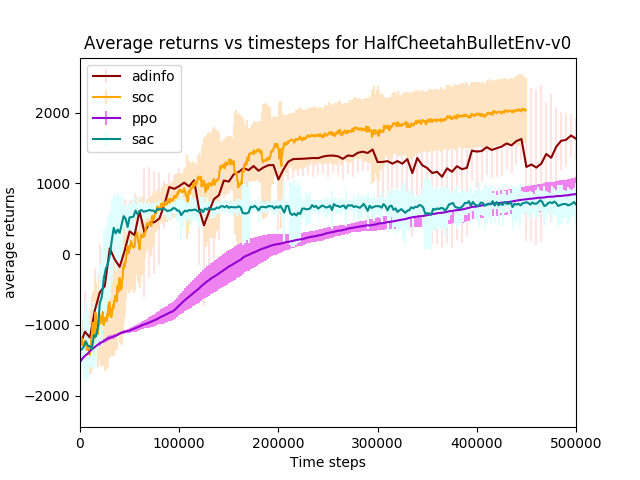 Average returns vs timesteps for HalfCheetahBulletEnv-v0
adinfo
soc
ppo
sac
average returns
2000
1000
0
−1000
−2000
0 100000 200000 300000 400000 500000
Time steps